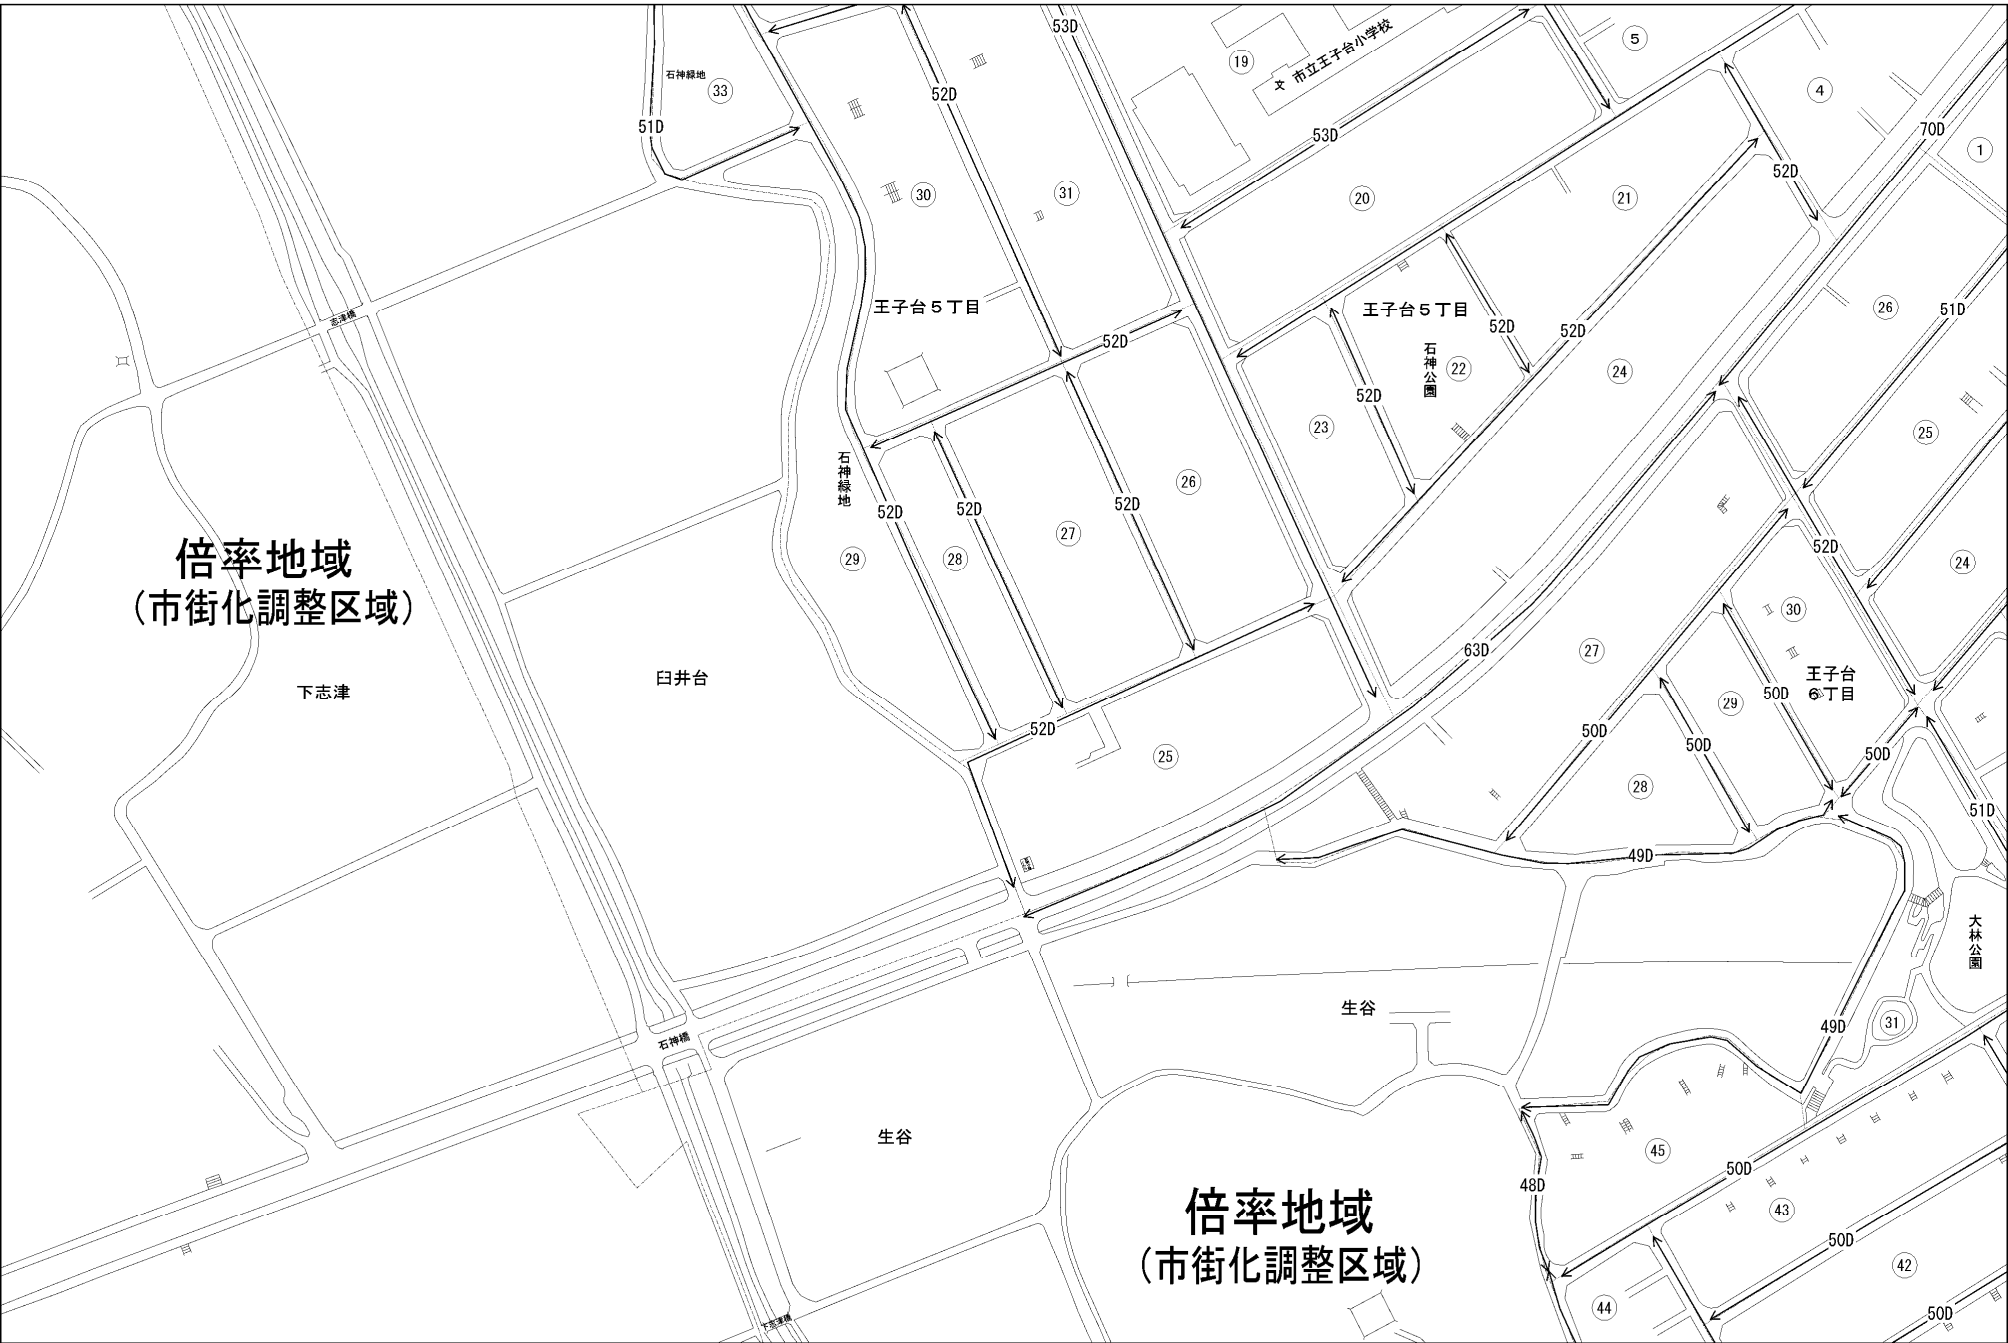 53D
5
19
市立王子台小学校
石神緑地
33
4
52D
51D
70D
53D
1
52D
30
31
20
21
王子台5丁目
王子台5丁目
26
51D
志津橋
52D
52D
52D
石神公園
22
24
52D
23
25
石神緑地
26
52D
52D
52D
27
28
29
52D
24
倍率地域
(市街化調整区域)
30
63D
27
下志津
臼井台
王子台
6丁目
50D
29
52D
50D
50D
50D
25
28
51D
49D
大林公園
生谷
31
49D
石神橋
生谷
45
50D
48D
倍率地域
(市街化調整区域)
43
50D
42
44
50D
下志津橋